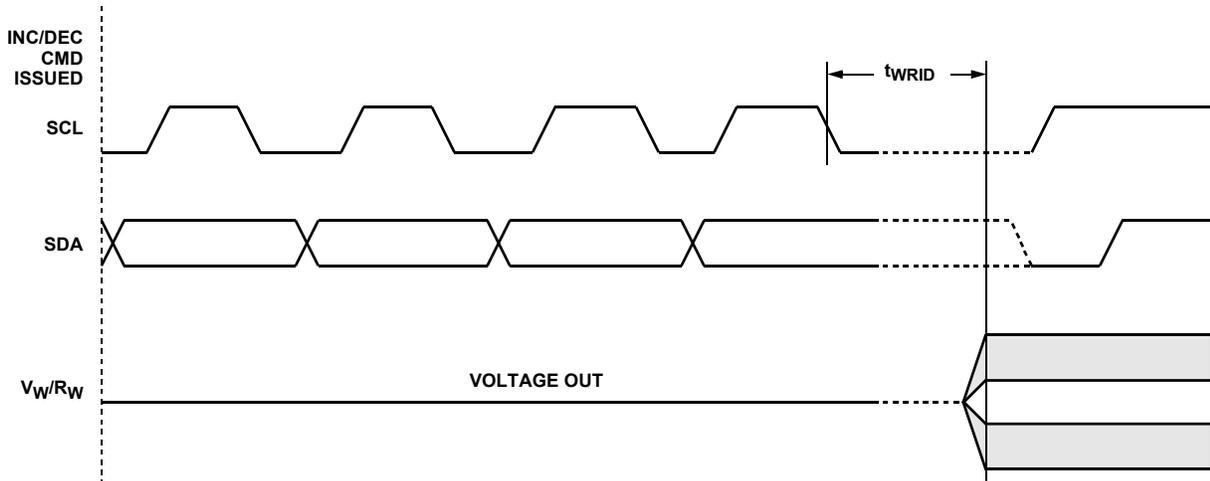 INC/DEC
CMD
ISSUED
tWRID
SCL
SDA
VOLTAGE OUT
VW/RW